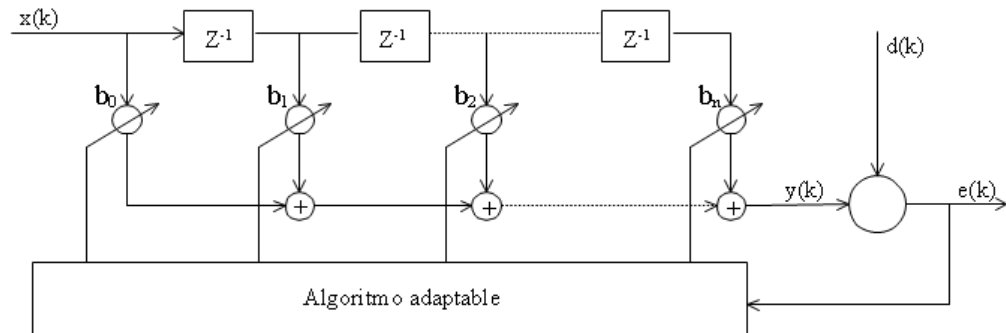 x(k)
Z⁻¹
Z⁻¹
Z⁻¹
d(k)
b₀
b₁
b₂
bₙ
+
+
+
y(k)
e(k)
Algoritmo adaptable